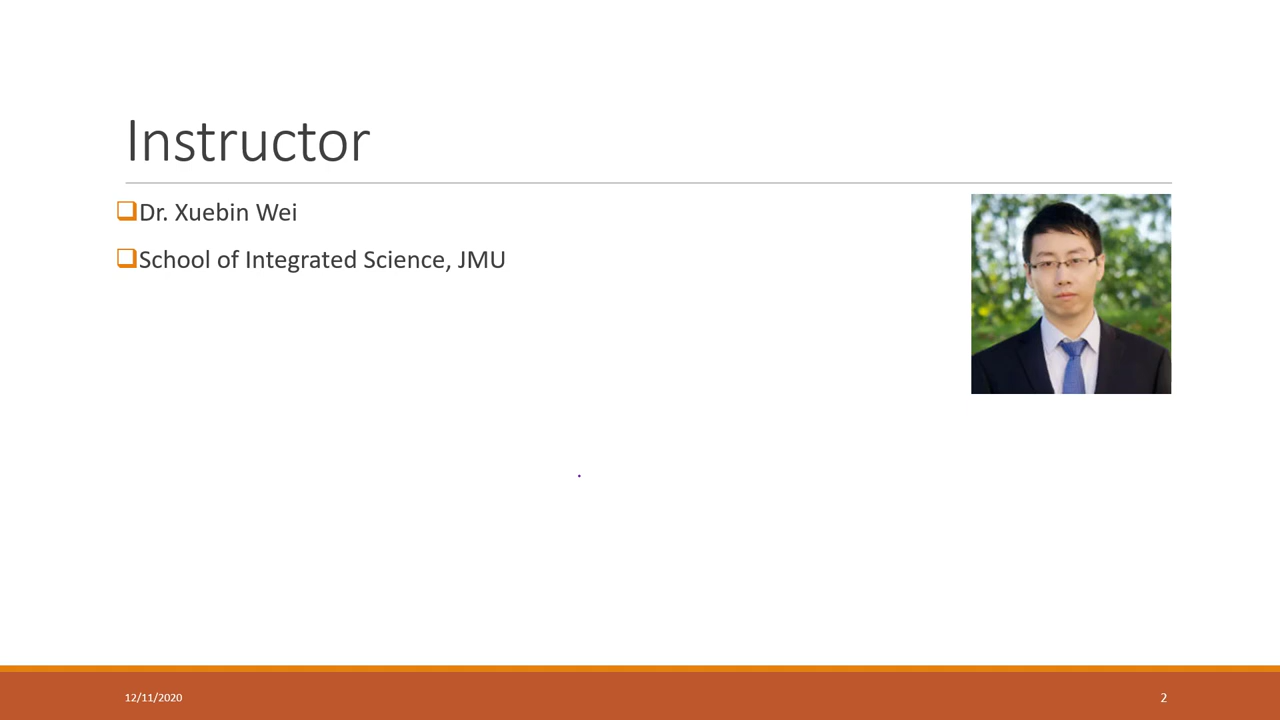 Instructor
Dr. Xuebin Wei
School of Integrated Science, JMU
12/11/2020
2